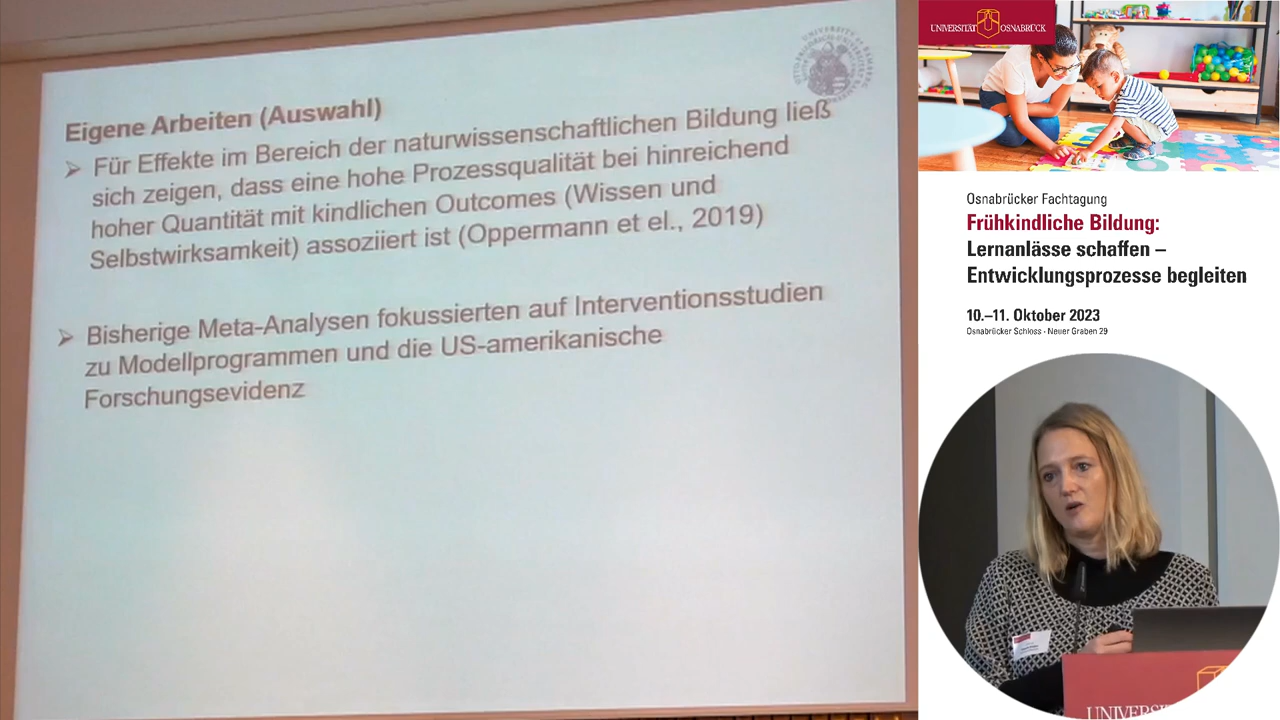 Eigene Arbeiten (Auswahl)
➢ Für Effekte im Bereich der naturwissenschaftlichen Bildung ließ
sich zeigen, dass eine hohe Prozessqualität bei hinreichend
hoher Quantität mit kindlichen Outcomes (Wissen und
Selbstwirksamkeit) assoziiert ist (Oppermann et el., 2019)
➢ Bisherige Meta-Analysen fokussierten auf Interventionsstudien
zu Modellprogrammen und die US-amerikanische
Forschungsevidenz
UNIVERSITÄT OSNABRÜCK
Osnabrücker Fachtagung
Frühkindliche Bildung:
Lernanlässe schaffen –
Entwicklungsprozesse begleiten
10.–11. Oktober 2023
Osnabrücker Schloss · Neuer Graben 29
UNIVERSI